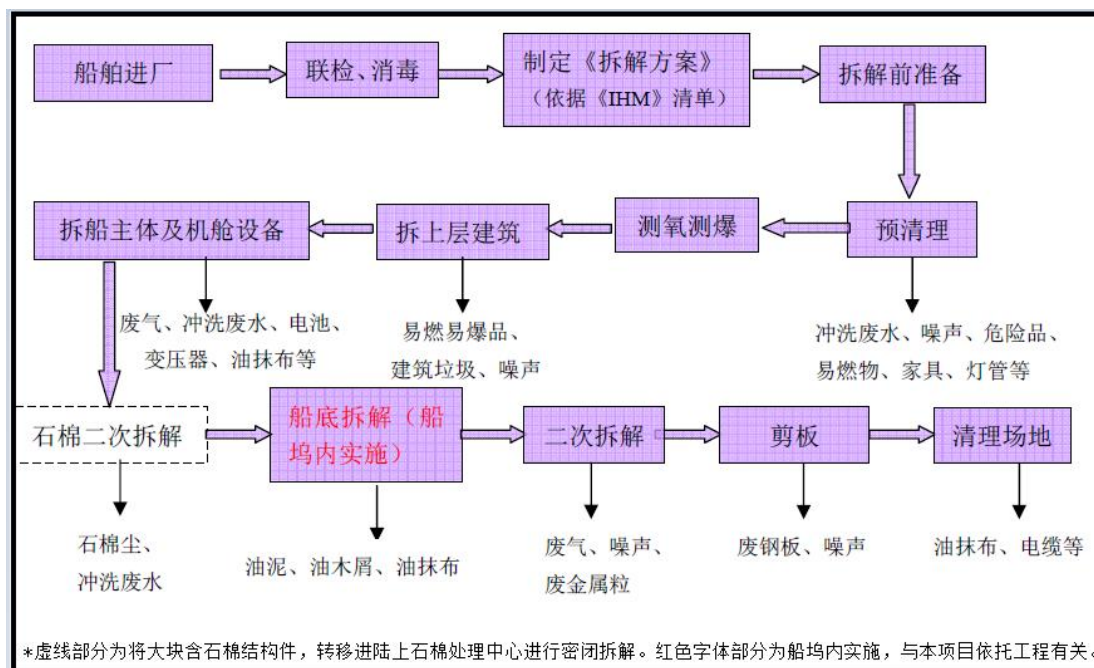 船舶进厂
联检、消毒
制定《拆解方案》
（依据《IHM》清单）
拆解前准备
拆船主体及机舱设备
拆上层建筑
测氧测爆
预清理
废气、冲洗废水、电池、
变压器、油抹布等
易燃易爆品、
建筑垃圾、噪声
冲洗废水、噪声、危险品、
易燃物、家具、灯管等
石棉二次拆解
船底拆解（船
坞内实施）
二次拆解
剪板
清理场地
石棉尘、
冲洗废水
油泥、油木屑、油抹布
废气、噪声、
废金属粒
废钢板、噪声
油抹布、电缆等
*虚线部分为将大块含石棉结构件，转移进陆上石棉处理中心进行密闭拆解。红色字体部分为船坞内实施，与本项目依托工程有关。